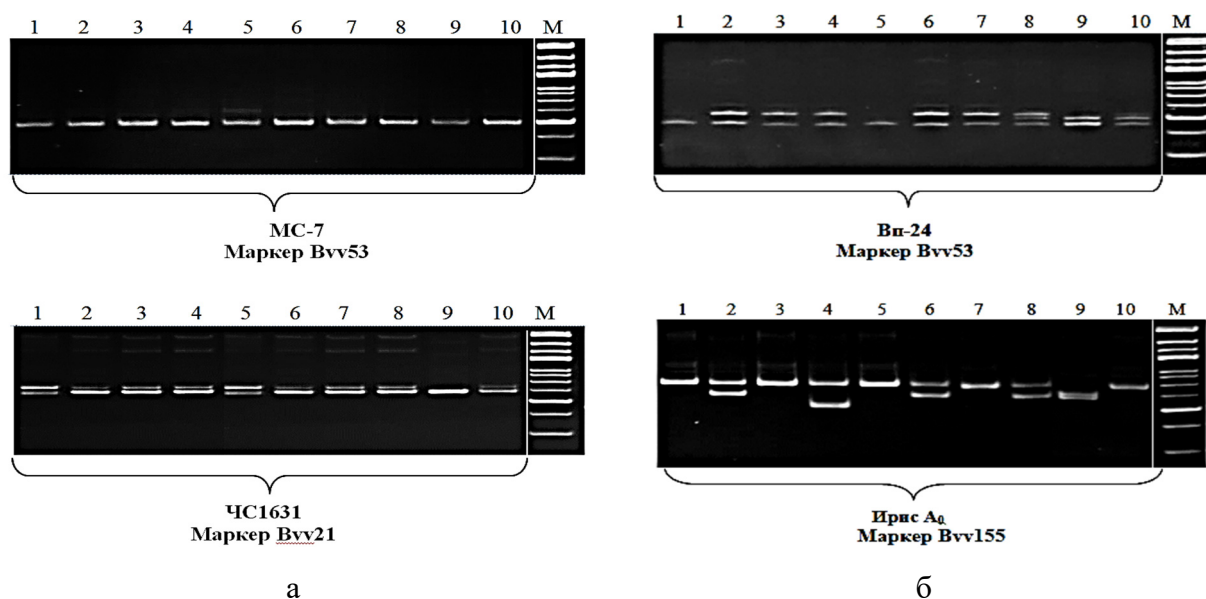 1 2 3 4 5 6 7 8 9 10 M
МС-7
Маркер Bvv53
1 2 3 4 5 6 7 8 9 10 M
Вп-24
Маркер Bvv53
1 2 3 4 5 6 7 8 9 10 M
ЧС1631
Маркер Bvv21
1 2 3 4 5 6 7 8 9 10 M
Ирис А₀
Маркер Bvv155
а
б